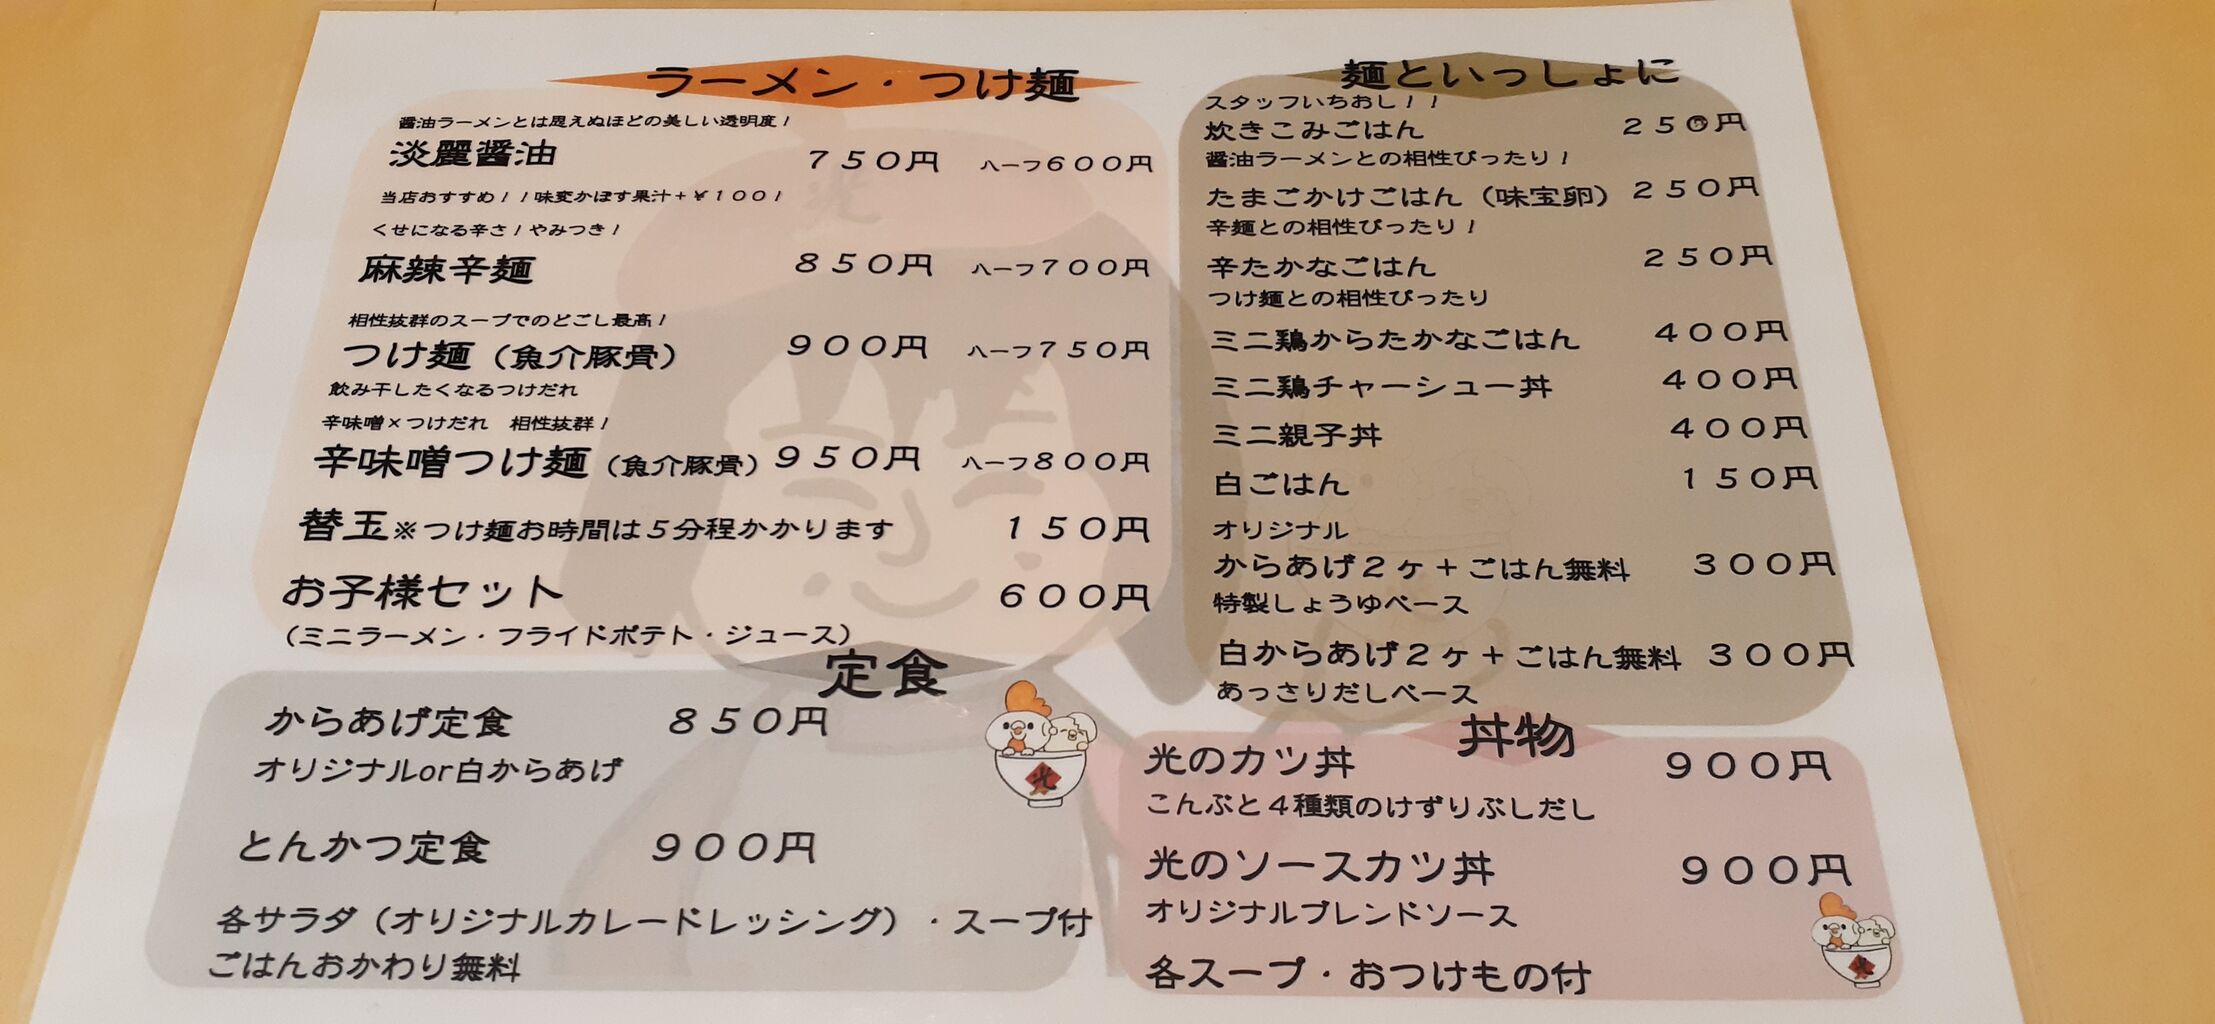 ラーメン・つけ麺
醤油ラーメンとは思えぬほどの美しい透明度！
淡麗醤油 ７５０円 ハーフ６００円
当店おすすめ！！味変かぼす果汁＋￥１００！
くせになる辛さ！やみつき！
麻辣辛麺 ８５０円 ハーフ７００円
相性抜群のスープでのどごし最高！
つけ麺（魚介豚骨） ９００円 ハーフ７５０円
飲み干したくなるつけだれ
辛味噌×つけだれ 相性抜群！
辛味噌つけ麺（魚介豚骨） ９５０円 ハーフ８００円
替玉※つけ麺お時間は５分程かかります １５０円
お子様セット ６００円
（ミニラーメン・フライドポテト・ジュース）
定食
からあげ定食 ８５０円
オリジナルor白からあげ
とんかつ定食 ９００円
各サラダ（オリジナルカレードレッシング）・スープ付
ごはんおかわり無料
光
麺といっしょに
スタッフいちおし！！
炊きこみごはん ２５０円
醤油ラーメンとの相性ぴったり！
たまごかけごはん（味宝卵） ２５０円
辛麺との相性ぴったり！
辛たかなごはん ２５０円
つけ麺との相性ぴったり
ミニ鶏からたかなごはん ４００円
ミニ鶏チャーシュー丼 ４００円
ミニ親子丼 ４００円
白ごはん １５０円
オリジナル
からあげ２ヶ＋ごはん無料 ３００円
特製しょうゆベース
白からあげ２ヶ＋ごはん無料 ３００円
あっさりだしベース
丼物
光のカツ丼 ９００円
こんぶと４種類のけずりぶしだし
光のソースカツ丼 ９００円
オリジナルブレンドソース
各スープ・おつけもの付
光